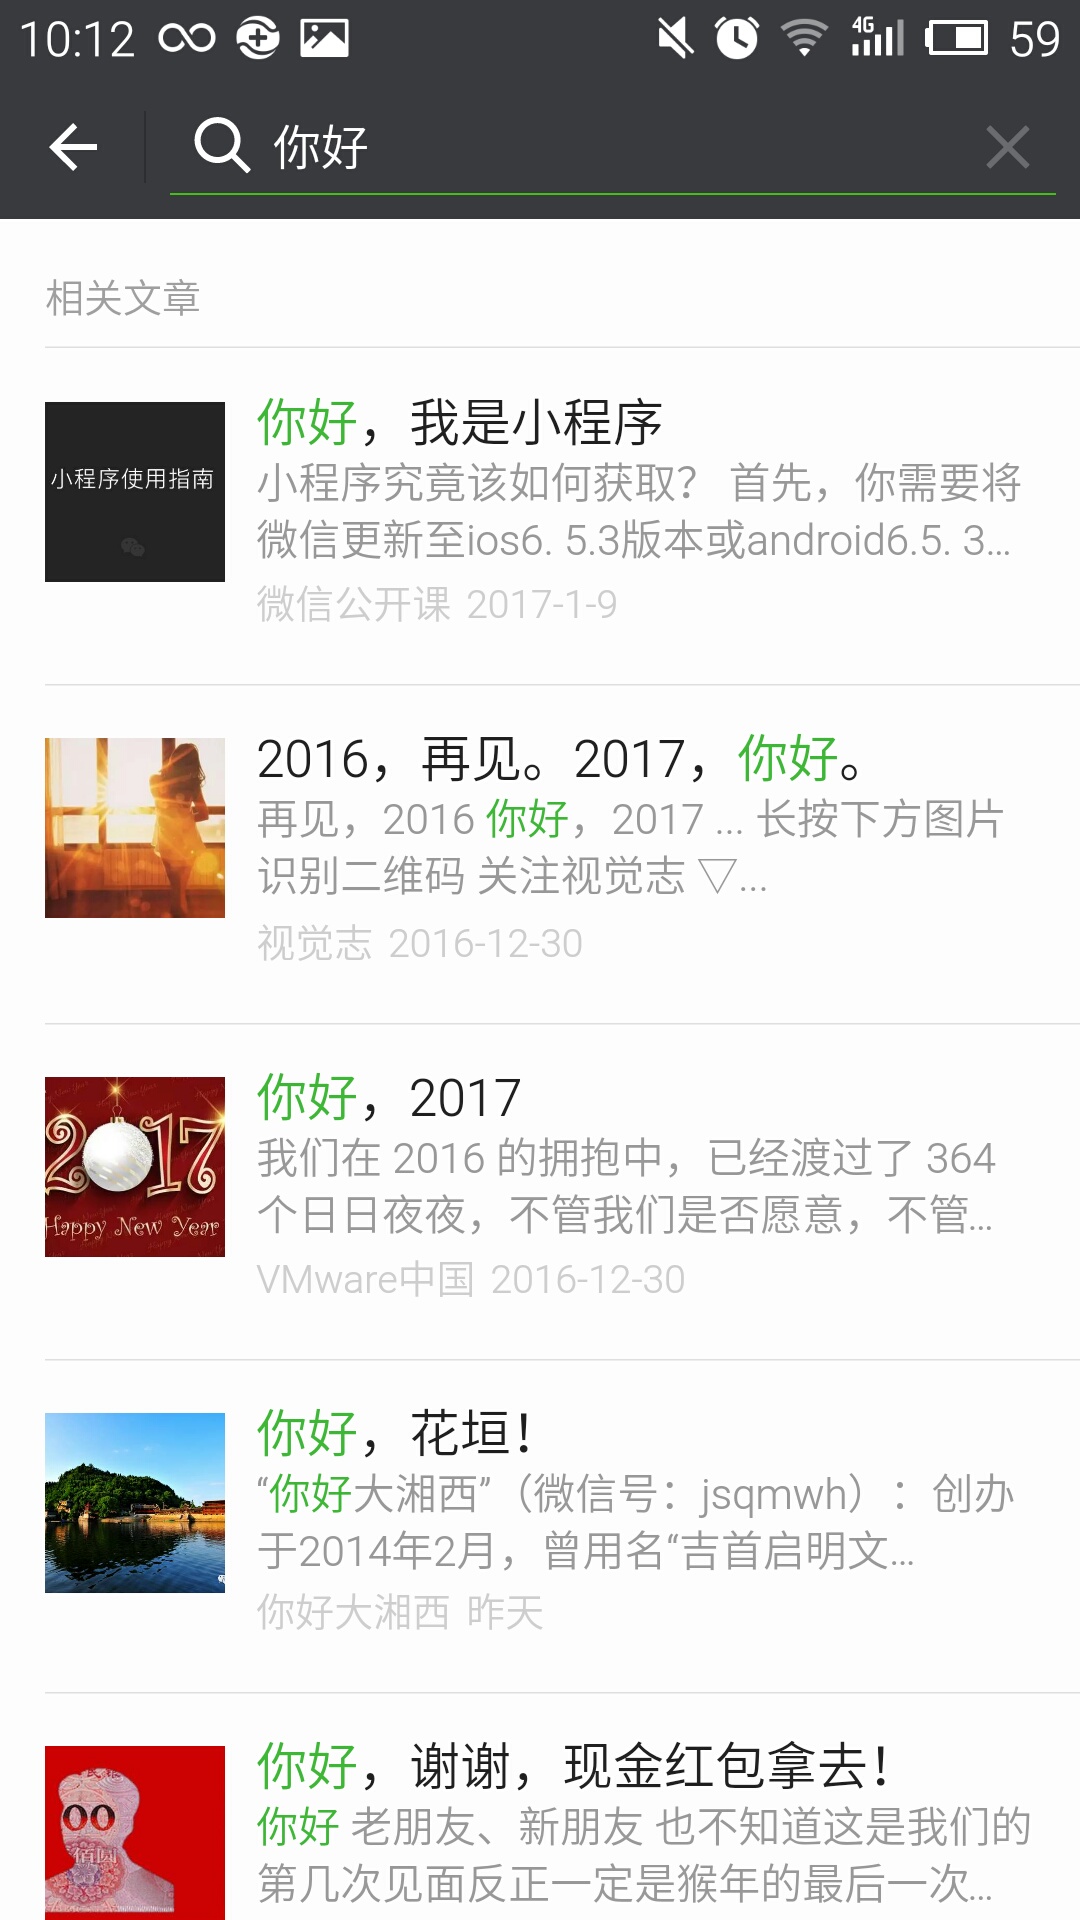 10:12
4G
59
你好
相关文章
小程序使用指南
你好，我是小程序
小程序究竟该如何获取？ 首先，你需要将
微信更新至ios6. 5.3版本或android6.5. 3...
微信公开课 2017-1-9
2016，再见。2017，你好。
再见，2016 你好，2017 ... 长按下方图片
识别二维码 关注视觉志 ▽...
视觉志 2016-12-30
2017
Happy New Year
你好，2017
我们在 2016 的拥抱中，已经渡过了 364
个日日夜夜，不管我们是否愿意，不管...
VMware中国 2016-12-30
你好，花垣！
“你好大湘西”（微信号：jsqmwh）：创办
于2014年2月，曾用名“吉首启明文...
你好大湘西 昨天
你好，谢谢，现金红包拿去！
你好 老朋友、新朋友 也不知道这是我们的
第几次见面反正一定是猴年的最后一次...
00
佰圆